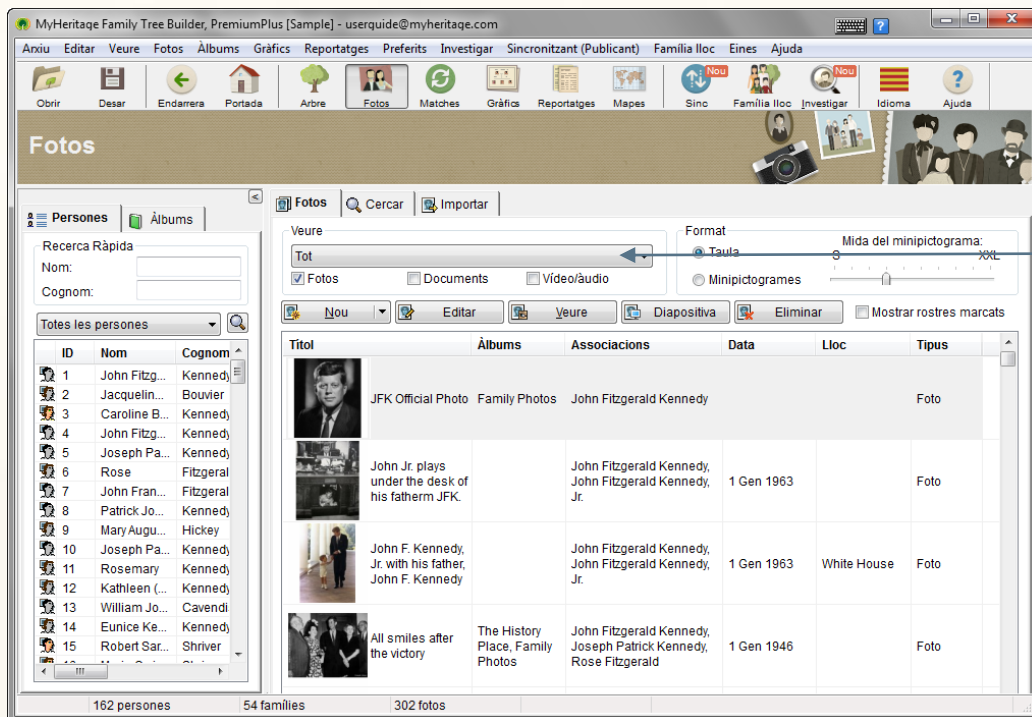 MyHeritage Family Tree Builder, PremiumPlus [Sample] - userguide@myheritage.com
Anxiu Editar Veure Fotos Àlbums Gràfics Reportatges Preferits Investigar Sincronitzant (Publicant) Família lloc Eines Ajuda
Nou Nou
Obrir Desar Endarrera Portada Arbre Fotos Matches Gràfics Reportatges Mapes Sinc Família lloc Investigar Idioma Ajuda
Fotos
Persones Àlbums
Recerca Ràpida
Nom:
Cognom:
Totes les persones
ID Nom Cognom
1 John Fitzg... Kennedy
2 Jacquelin... Bouvier
3 Caroline B... Kennedy
4 John Fitzg... Kennedy
5 Joseph Pa... Kennedy
6 Rose Fitzgeral
7 John Fran... Fitzgeral
8 Patrick Jo... Kennedy
9 Mary Augu... Hickey
10 Joseph Pa... Kennedy
11 Rosemary Kennedy
12 Kathleen (... Kennedy
13 William Jo... Cavendi
14 Eunice Ke... Kennedy
15 Robert Sar... Shriver
Fotos Cercar Importar
Veure
Tot
Fotos Documents Vídeo/àudio
Format
Taula
Minipictogrames
Mida del minipictograma:
S XXL
Nou Editar Veure Diapositiva Eliminar Mostrar rostres marcats
Títol Àlbums Associacions Data Lloc Tipus
JFK Official Photo Family Photos John Fitzgerald Kennedy Foto
John Jr. plays
under the desk of
his fatherm JFK.
John Fitzgerald Kennedy,
John Fitzgerald Kennedy,
Jr.
1 Gen 1963 Foto
John F. Kennedy,
Jr. with his father,
John F. Kennedy
John Fitzgerald Kennedy,
John Fitzgerald Kennedy,
Jr.
1 Gen 1963 White House Foto
All smiles after
the victory
The History
Place, Family
Photos
John Fitzgerald Kennedy,
Joseph Patrick Kennedy,
Rose Fitzgerald
1 Gen 1946 Foto
162 persones 54 famílies 302 fotos